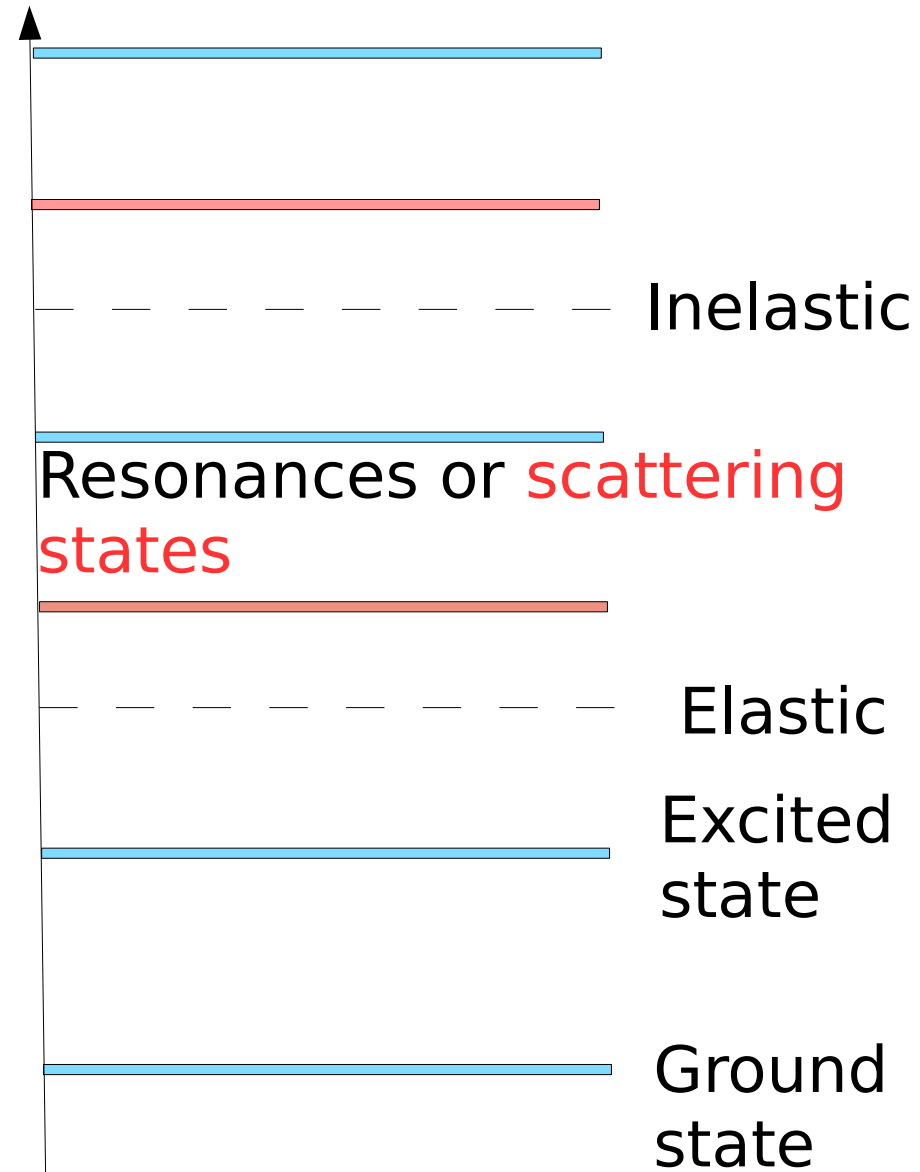 Inelastic
Resonances or scattering
states
Elastic
Excited
state
Ground
state